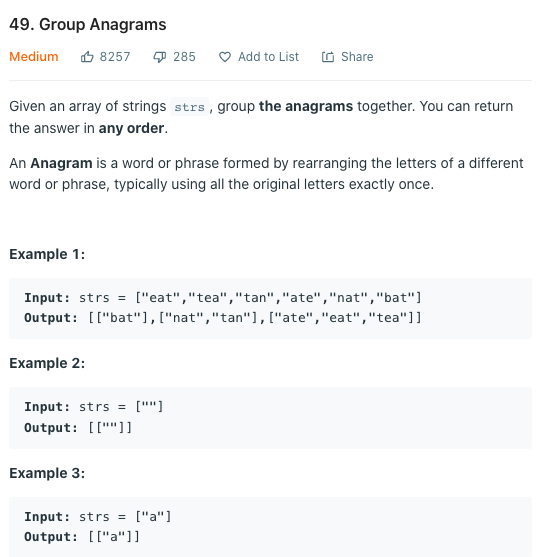 49. Group Anagrams
Medium 8257 285 Add to List Share
Given an array of strings strs , group the anagrams together. You can return
the answer in any order.
An Anagram is a word or phrase formed by rearranging the letters of a different
word or phrase, typically using all the original letters exactly once.
Example 1:
Input: strs = ["eat","tea","tan","ate","nat","bat"]
Output: [["bat"],["nat","tan"],["ate","eat","tea"]]
Example 2:
Input: strs = [""]
Output: [[""]]
Example 3:
Input: strs = ["a"]
Output: [["a"]]